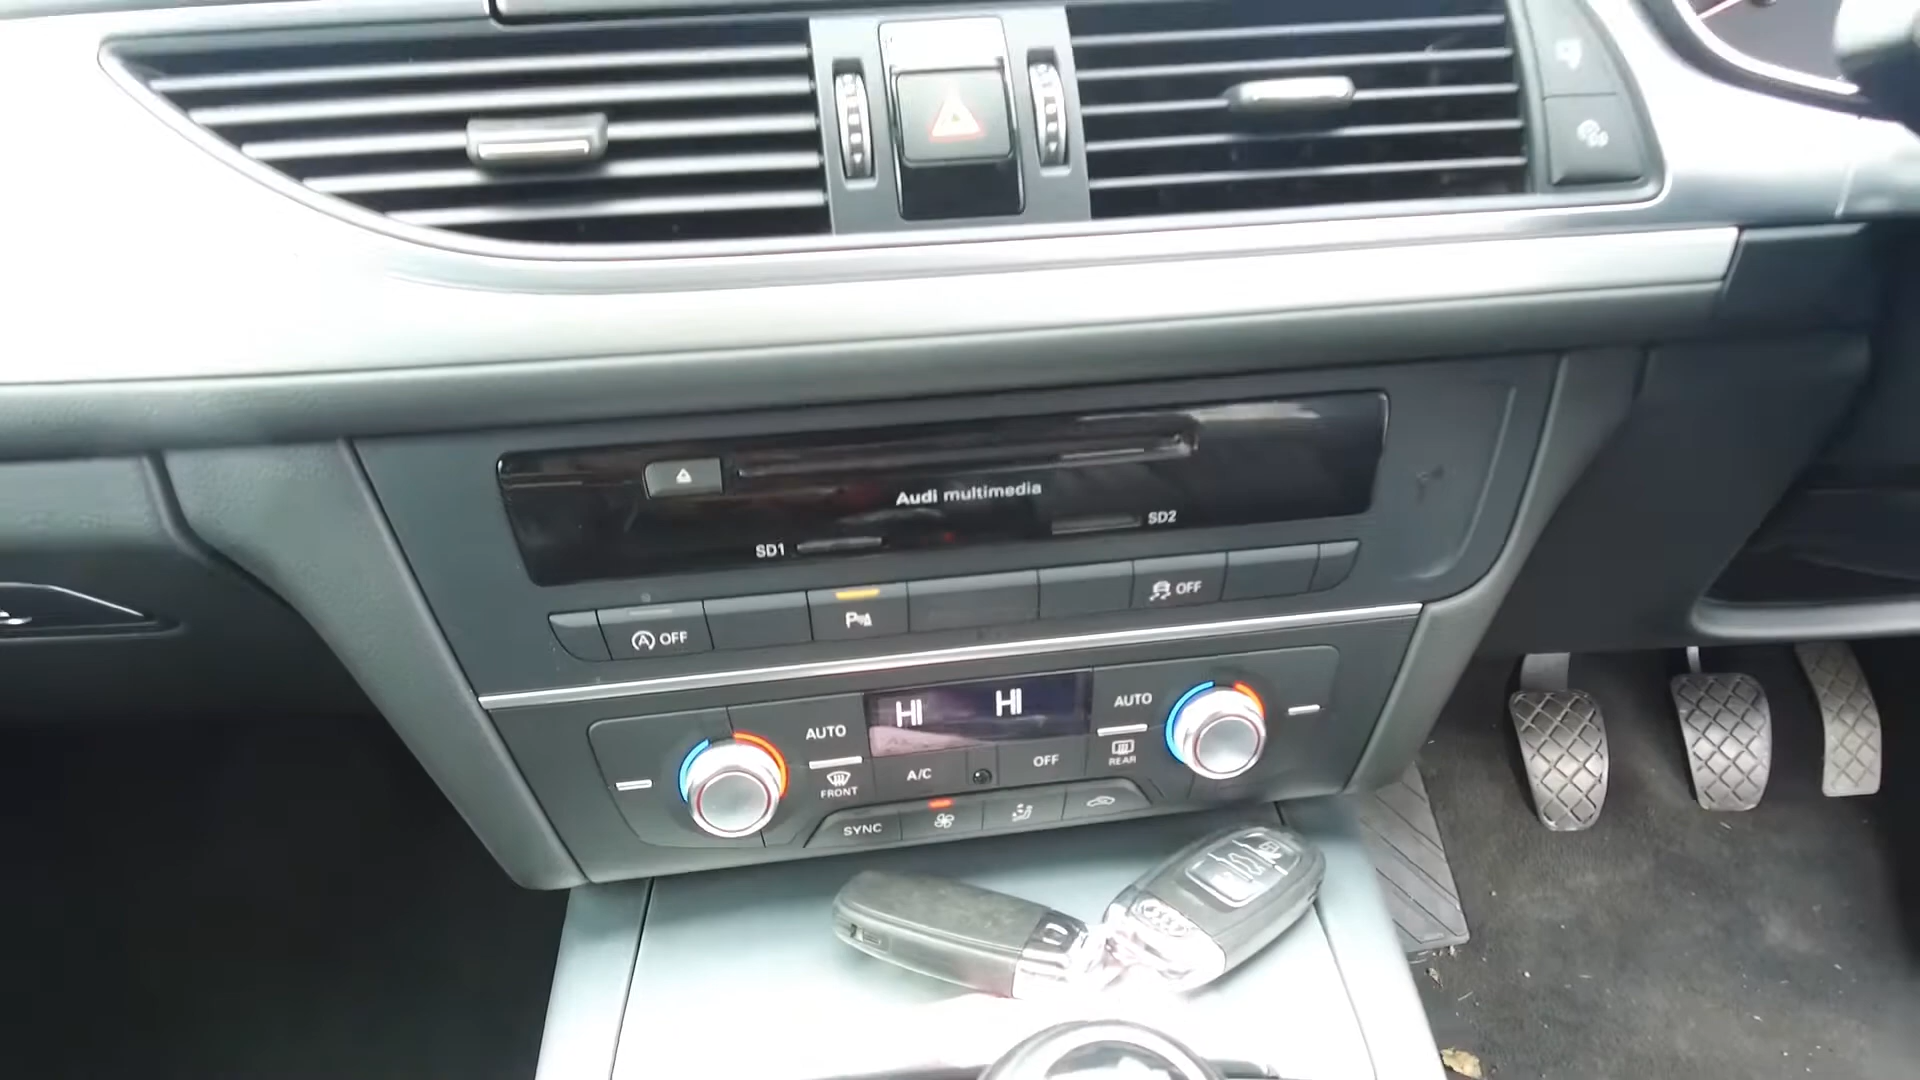 Audi multimedia
SD2
SD1
OFF
P
OFF
HI HI
AUTO
AUTO
FRONT
A/C
OFF
REAR
SYNC